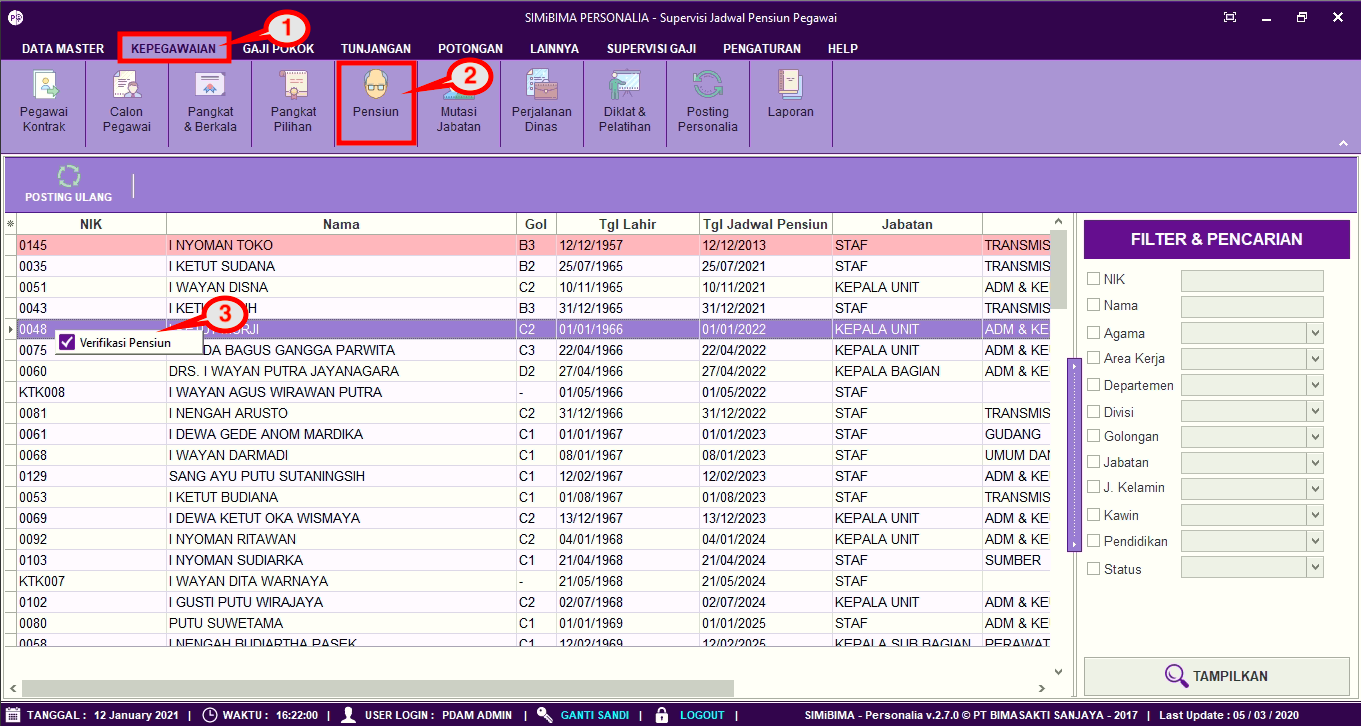 SIMiBIMA PERSONALIA - Supervisi Jadwal Pensiun Pegawai
1
DATA MASTER KEPEGAWAIAN GAJI POKOK TUNJANGAN POTONGAN LAINNYA SUPERVISI GAJI PENGATURAN HELP
2
Pegawai Kontrak
Calon Pegawai
Pangkat & Berkala
Pangkat Pilihan
Pensiun
Mutasi Jabatan
Perjalanan Dinas
Diklat & Pelatihan
Posting Personalia
Laporan
POSTING ULANG
NIK Nama Gol Tgl Lahir Tgl Jadwal Pensiun Jabatan
0145 I NYOMAN TOKO B3 12/12/1957 12/12/2013 STAF TRANSMIS
0035 I KETUT SUDANA B2 25/07/1965 25/07/2021 STAF TRANSMIS
0051 I WAYAN DISNA C2 10/11/1965 10/11/2021 KEPALA UNIT ADM & KE
0043 I KET IH B3 31/12/1965 31/12/2021 STAF TRANSMIS
3
0048 RJI C2 01/01/1966 01/01/2022 KEPALA UNIT ADM & KE
Verifikasi Pensiun
0075 DA BAGUS GANGGA PARWITA C3 22/04/1966 22/04/2022 KEPALA UNIT ADM & KE
0060 DRS. I WAYAN PUTRA JAYANAGARA D2 27/04/1966 27/04/2022 KEPALA BAGIAN ADM & KE
KTK008 I WAYAN AGUS WIRAWAN PUTRA - 01/05/1966 01/05/2022 STAF
0081 I NENGAH ARUSTO C2 31/12/1966 31/12/2022 STAF TRANSMIS
0061 I DEWA GEDE ANOM MARDIKA C1 01/01/1967 01/01/2023 STAF GUDANG
0068 I WAYAN DARMADI C1 08/01/1967 08/01/2023 STAF UMUM DAN
0129 SANG AYU PUTU SUTANINGSIH C1 12/02/1967 12/02/2023 STAF ADM & KE
0053 I KETUT BUDIANA C1 01/08/1967 01/08/2023 STAF TRANSMIS
0069 I DEWA KETUT OKA WISMAYA C2 13/12/1967 13/12/2023 KEPALA UNIT ADM & KE
0092 I NYOMAN RITAWAN C2 04/01/1968 04/01/2024 KEPALA UNIT ADM & KE
0103 I NYOMAN SUDIARKA C1 21/04/1968 21/04/2024 STAF SUMBER
KTK007 I WAYAN DITA WARNAYA - 21/05/1968 21/05/2024 STAF
0102 I GUSTI PUTU WIRAJAYA C2 02/07/1968 02/07/2024 KEPALA UNIT ADM & KE
0080 PUTU SUWETAMA C1 01/01/1969 01/01/2025 STAF ADM & KE
0058 I NENGAH BUDIARTHA PASEK C1 12/02/1969 12/02/2025 KEPALA SUB BAGIAN PERAWAT
FILTER & PENCARIAN
NIK
Nama
Agama
Area Kerja
Departemen
Divisi
Golongan
Jabatan
J. Kelamin
Kawin
Pendidikan
Status
TAMPILKAN
TANGGAL : 12 January 2021 | WAKTU : 16:22:00 | USER LOGIN : PDAM ADMIN | GANTI SANDI | LOGOUT | SIMiBIMA - Personalia v.2.7.0 © PT BIMASAKTI SANJAYA - 2017 | Last Update : 05 / 03 / 2020